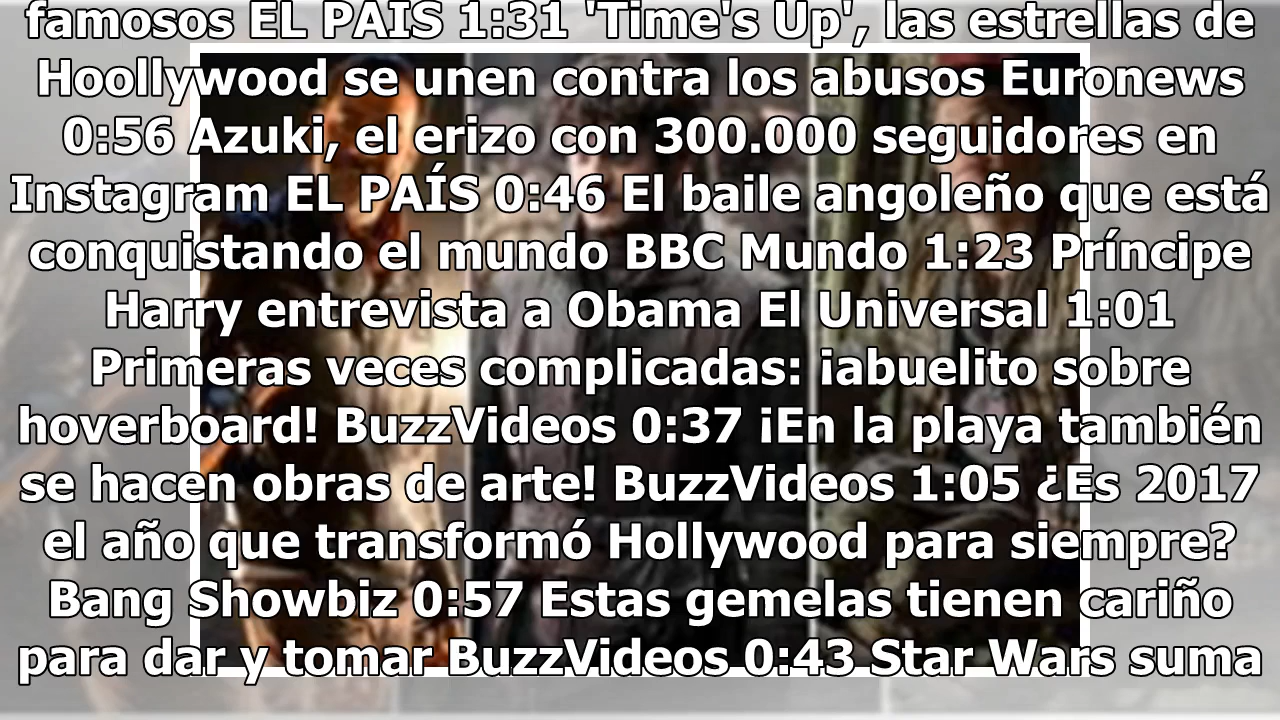 famosos EL PAÍS 1:31 'Time's Up', las estrellas de
Hoollywood se unen contra los abusos Euronews
0:56 Azuki, el erizo con 300.000 seguidores en
Instagram EL PAÍS 0:46 El baile angoleño que está
conquistando el mundo BBC Mundo 1:23 Príncipe
Harry entrevista a Obama El Universal 1:01
Primeras veces complicadas: ¡abuelito sobre
hoverboard! BuzzVideos 0:37 ¡En la playa también
se hacen obras de arte! BuzzVideos 1:05 ¿Es 2017
el año que transformó Hollywood para siempre?
Bang Showbiz 0:57 Estas gemelas tienen cariño
para dar y tomar BuzzVideos 0:43 Star Wars suma